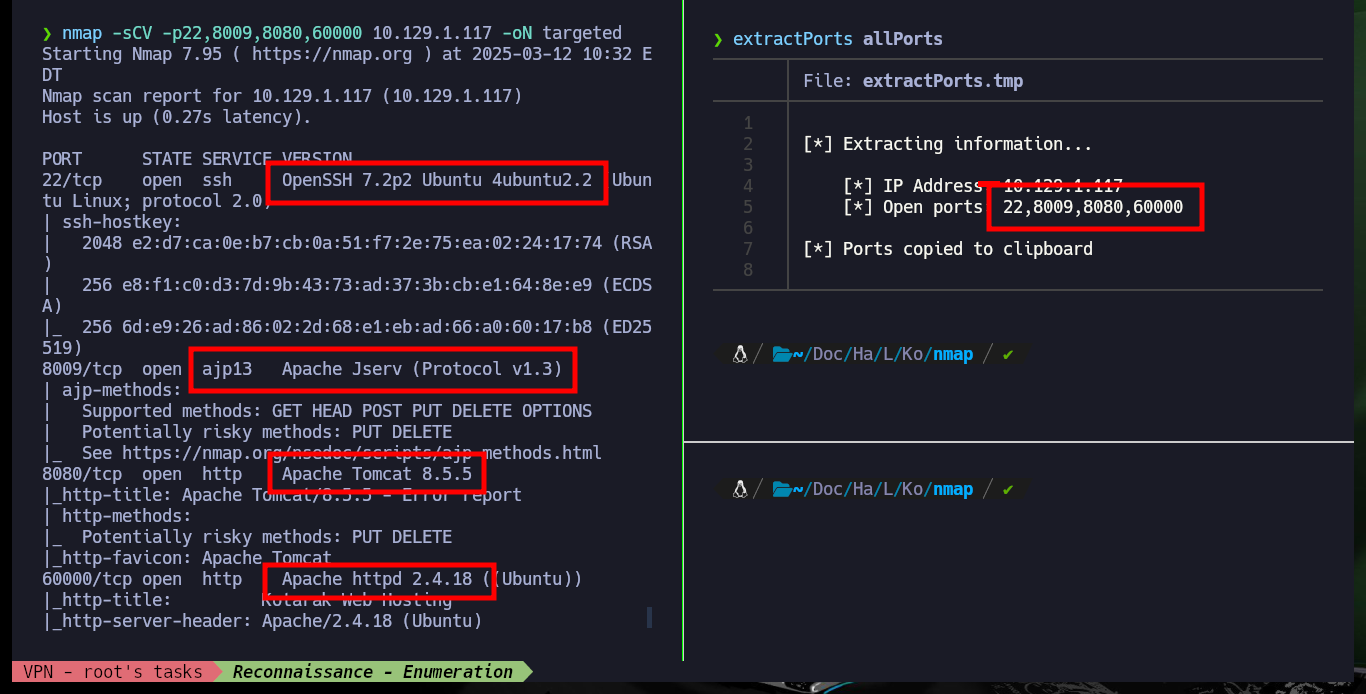 ❯ nmap -sCV -p22,8009,8080,60000 10.129.1.117 -oN targeted
Starting Nmap 7.95 ( https://nmap.org ) at 2025-03-12 10:32 E
DT
Nmap scan report for 10.129.1.117 (10.129.1.117)
Host is up (0.27s latency).
PORT      STATE SERVICE VERSION
22/tcp    open  ssh     OpenSSH 7.2p2 Ubuntu 4ubuntu2.2 (Ubun
tu Linux; protocol 2.0)
| ssh-hostkey:
|   2048 e2:d7:ca:0e:b7:cb:0a:51:f7:2e:75:ea:02:24:17:74 (RSA
)
|   256 e8:f1:c0:d3:7d:9b:43:73:ad:37:3b:cb:e1:64:8e:e9 (ECDS
A)
|_  256 6d:e9:26:ad:86:02:2d:68:e1:eb:ad:66:a0:60:17:b8 (ED25
519)
8009/tcp  open  ajp13   Apache Jserv (Protocol v1.3)
| ajp-methods:
|   Supported methods: GET HEAD POST PUT DELETE OPTIONS
|   Potentially risky methods: PUT DELETE
|_  See https://nmap.org/nsedoc/scripts/ajp-methods.html
8080/tcp  open  http    Apache Tomcat 8.5.5
|_http-title: Apache Tomcat/8.5.5 - Error report
| http-methods:
|_  Potentially risky methods: PUT DELETE
|_http-favicon: Apache Tomcat
60000/tcp open  http    Apache httpd 2.4.18 ((Ubuntu))
|_http-title:         Kotarak Web Hosting
|_http-server-header: Apache/2.4.18 (Ubuntu)
❯ extractPorts allPorts
File: extractPorts.tmp
1
2 [*] Extracting information...
3
4     [*] IP Address: 10.129.1.117
5     [*] Open ports: 22,8009,8080,60000
6
7 [*] Ports copied to clipboard
8
~/Doc/Ha/L/Ko/nmap / ✔
~/Doc/Ha/L/Ko/nmap / ✔
VPN - root's tasks Reconnaissance - Enumeration